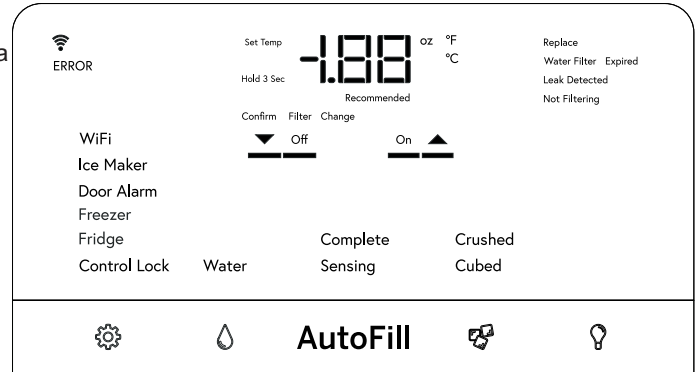 a
ERROR
Set Temp
Hold 3 Sec
-1.88 oz °F
°C
Recommended
Replace
Water Filter Expired
Leak Detected
Not Filtering
Confirm Filter Change
Off On
WiFi
Ice Maker
Door Alarm
Freezer
Fridge Complete Crushed
Control Lock Water Sensing Cubed
AutoFill